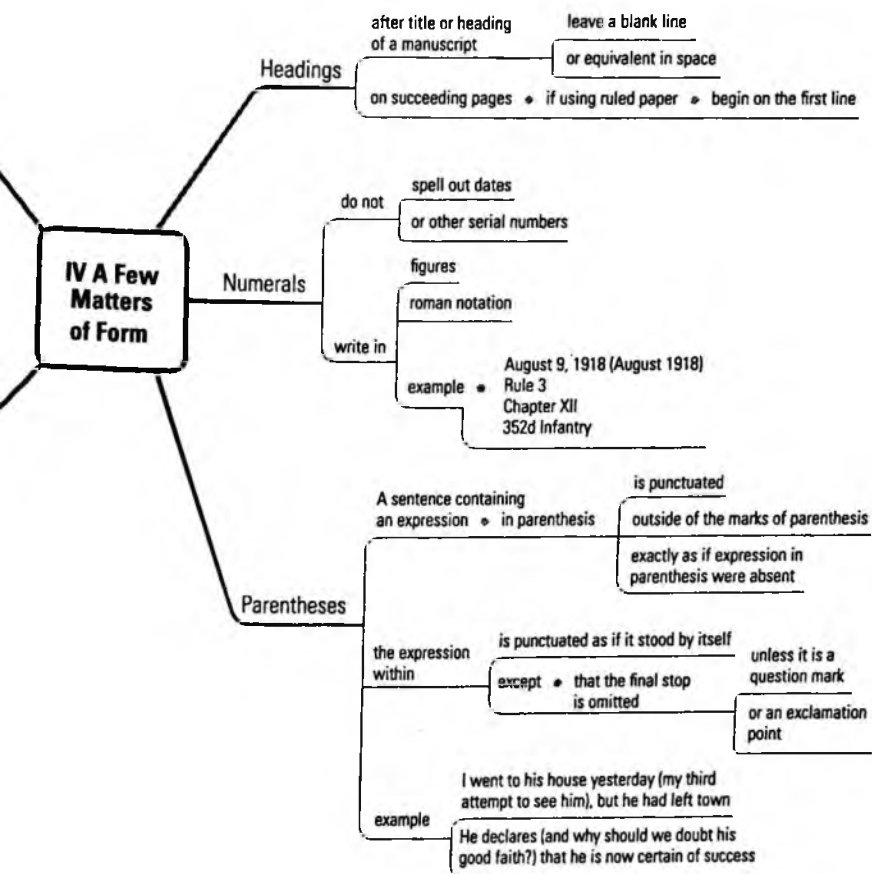 after title or heading
of a manuscript
leave a blank line
or equivalent in space
Headings
on succeeding pages • if using ruled paper • begin on the first line
spell out dates
do not
or other serial numbers
IV A Few
Matters
of Form
Numerals
figures
roman notation
write in
example •
August 9, 1918 (August 1918)
Rule 3
Chapter XII
352d Infantry
A sentence containing
an expression • in parenthesis
is punctuated
outside of the marks of parenthesis
exactly as if expression in
parenthesis were absent
Parentheses
the expression
within
is punctuated as if it stood by itself
except • that the final stop
is omitted
unless it is a
question mark
or an exclamation
point
example
I went to his house yesterday (my third
attempt to see him), but he had left town
He declares (and why should we doubt his
good faith?) that he is now certain of success